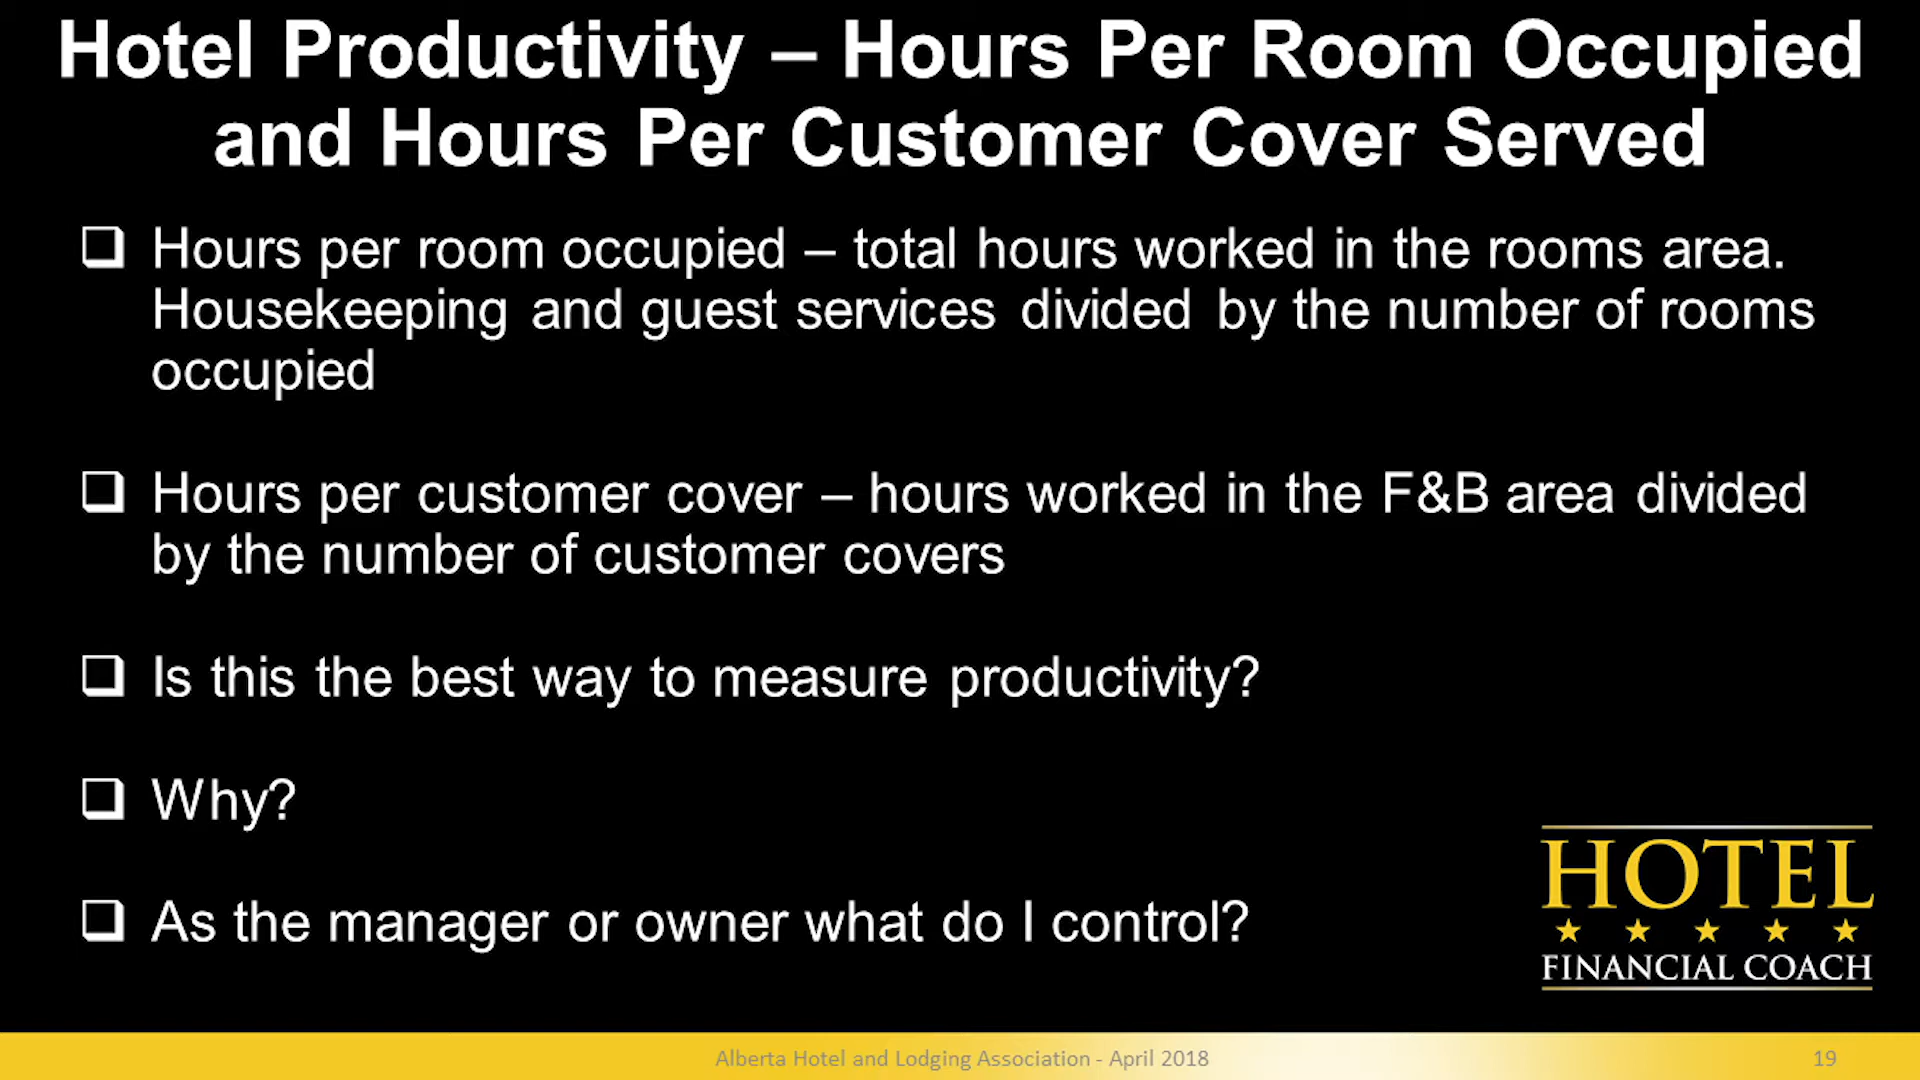 Hotel Productivity – Hours Per Room Occupied
and Hours Per Customer Cover Served
Hours per room occupied – total hours worked in the rooms area.
Housekeeping and guest services divided by the number of rooms
occupied
Hours per customer cover – hours worked in the F&B area divided
by the number of customer covers
Is this the best way to measure productivity?
Why?
As the manager or owner what do I control?
HOTEL
FINANCIAL COACH
Alberta Hotel and Lodging Association - April 2018
19